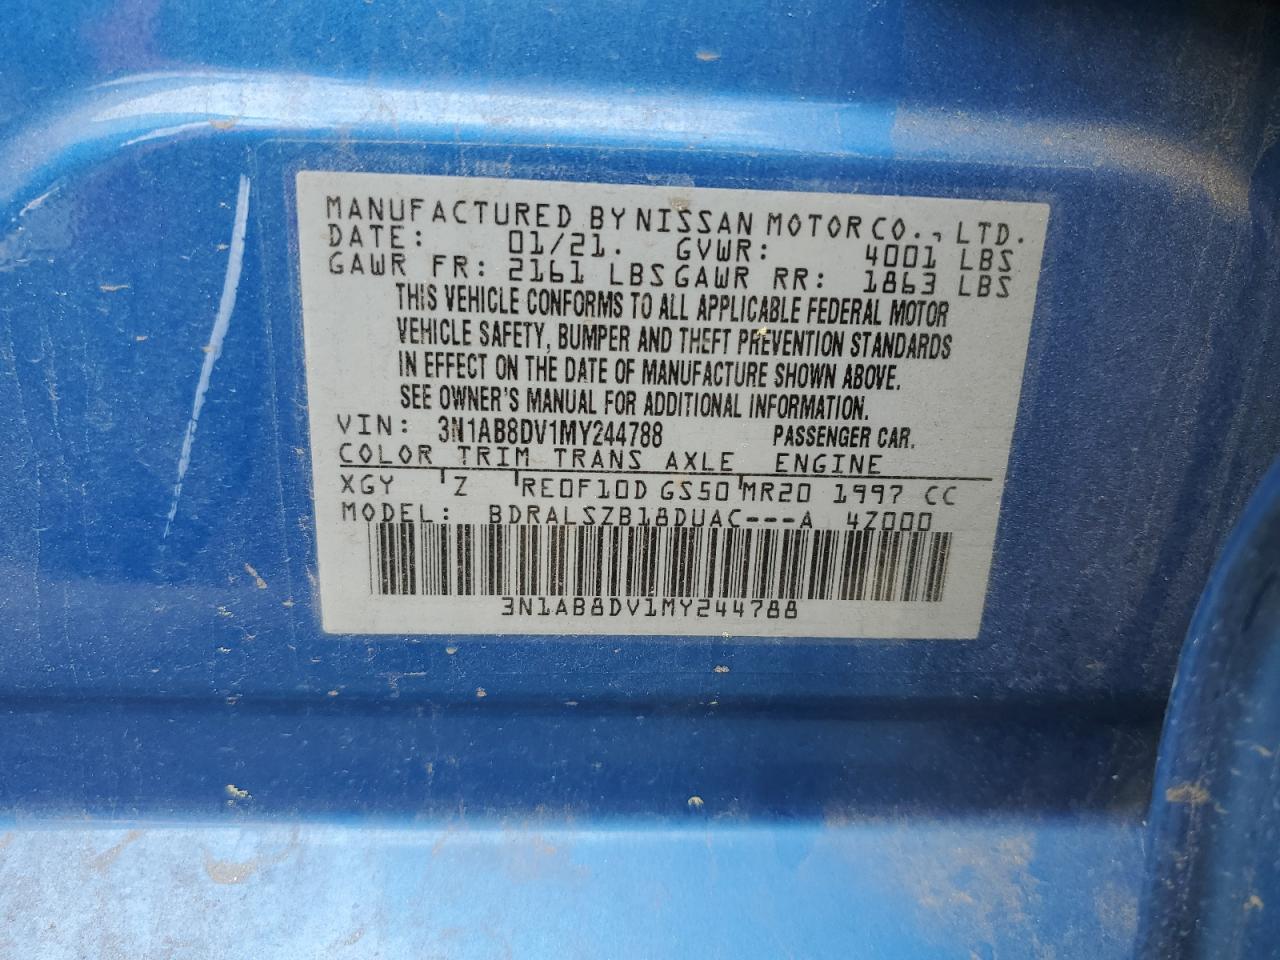 MANUFACTURED BY NISSAN MOTOR CO., LTD.
DATE: 01/21. GVWR: 4001 LBS
GAWR FR: 2161 LBS GAWR RR: 1863 LBS
THIS VEHICLE CONFORMS TO ALL APPLICABLE FEDERAL MOTOR
VEHICLE SAFETY, BUMPER AND THEFT PREVENTION STANDARDS
IN EFFECT ON THE DATE OF MANUFACTURE SHOWN ABOVE.
SEE OWNER'S MANUAL FOR ADDITIONAL INFORMATION.
VIN: 3N1AB8DV1MY244788 PASSENGER CAR.
COLOR TRIM TRANS AXLE ENGINE
XGY Z RE0F10D GS50 MR20 1997 CC
MODEL: BDRALSZB18DUAC---A 4Z000
3N1AB8DV1MY244788